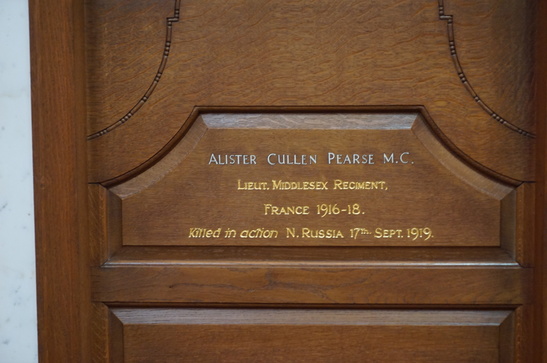 Alister Cullen Pearse M.C.
Lieut. Middlesex Regiment,
France 1916-18.
Killed in action N. Russia 17th Sept. 1919.